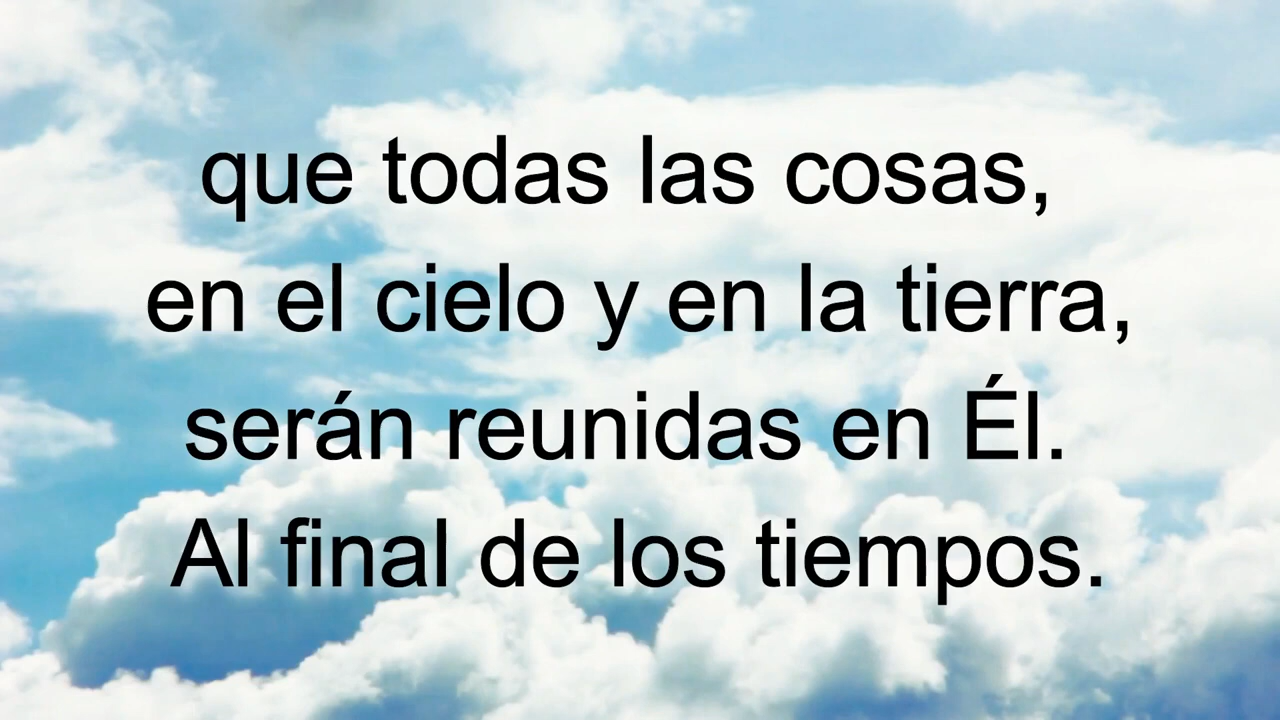 que todas las cosas,
en el cielo y en la tierra,
serán reunidas en Él.
Al final de los tiempos.